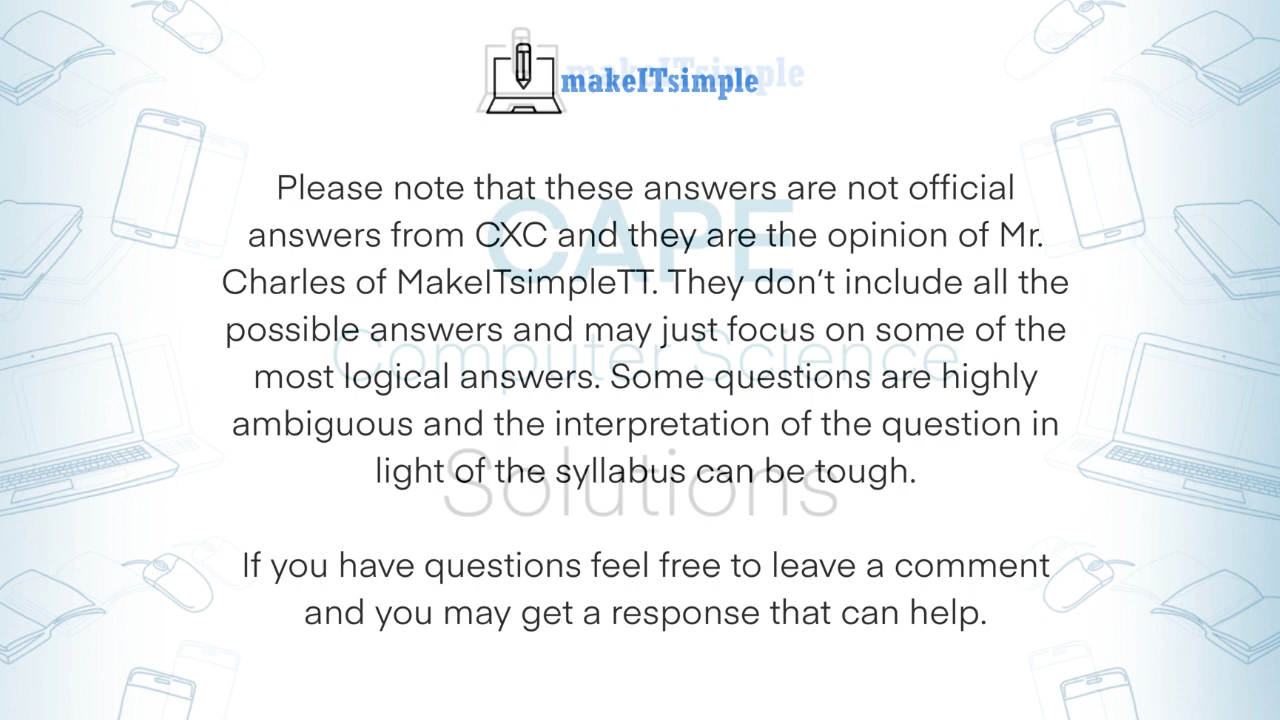 makeITsimple
Please note that these answers are not official
answers from CXC and they are the opinion of Mr.
Charles of MakeITsimpleTT. They don’t include all the
possible answers and may just focus on some of the
most logical answers. Some questions are highly
ambiguous and the interpretation of the question in
light of the syllabus can be tough.
If you have questions feel free to leave a comment
and you may get a response that can help.
CAPE
Computer Science
Solutions